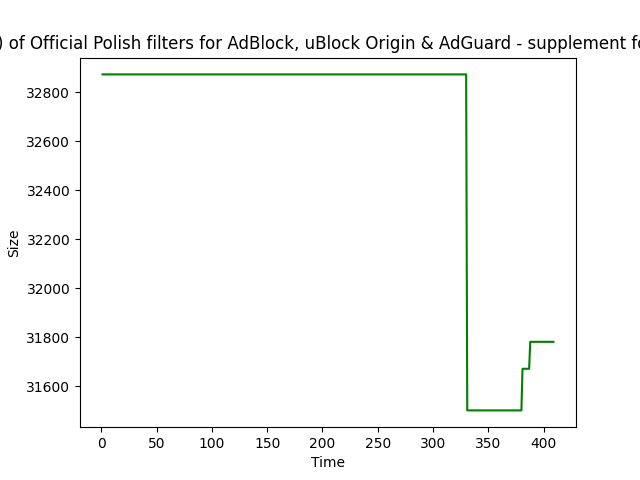 ) of Official Polish filters for AdBlock, uBlock Origin & AdGuard - supplement
32800
32600
32400
32200
32000
31800
31600
Size
0 50 100 150 200 250 300 350 400
Time